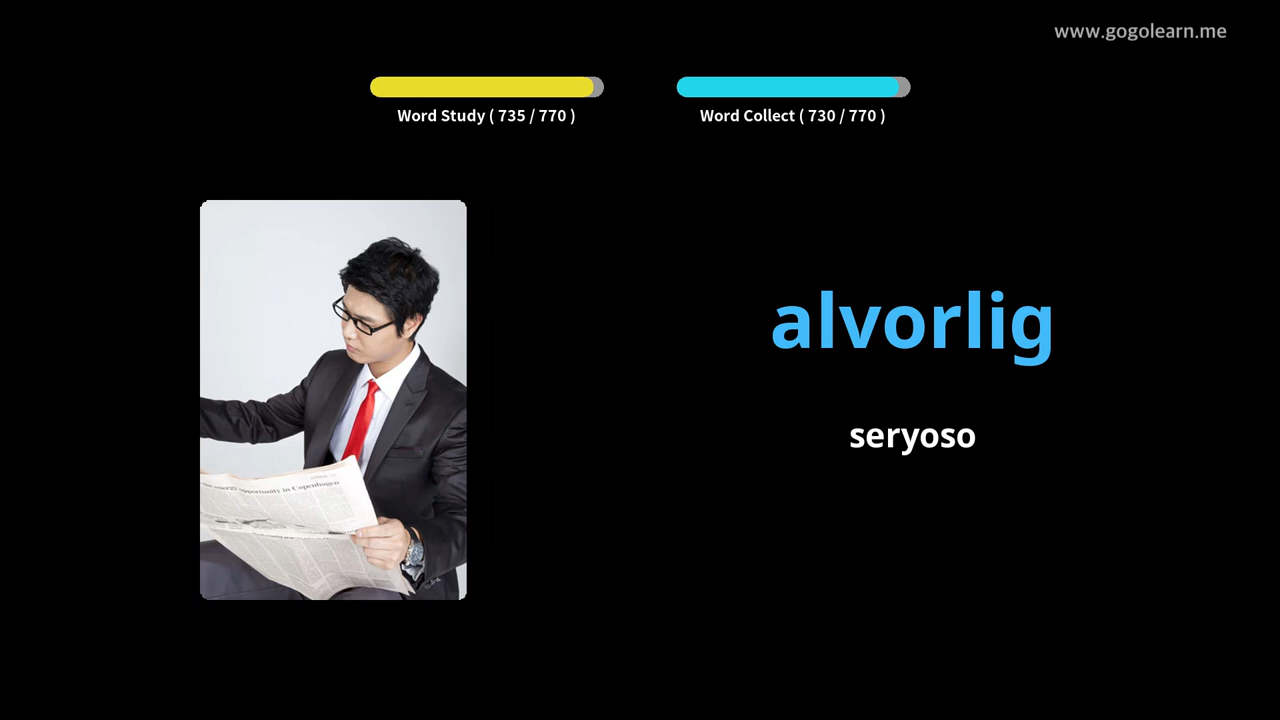 www.gogolearn.me
Word Study ( 735 / 770 )
Word Collect ( 730 / 770 )
alvorlig
seryoso
opportunity in Copenhagen